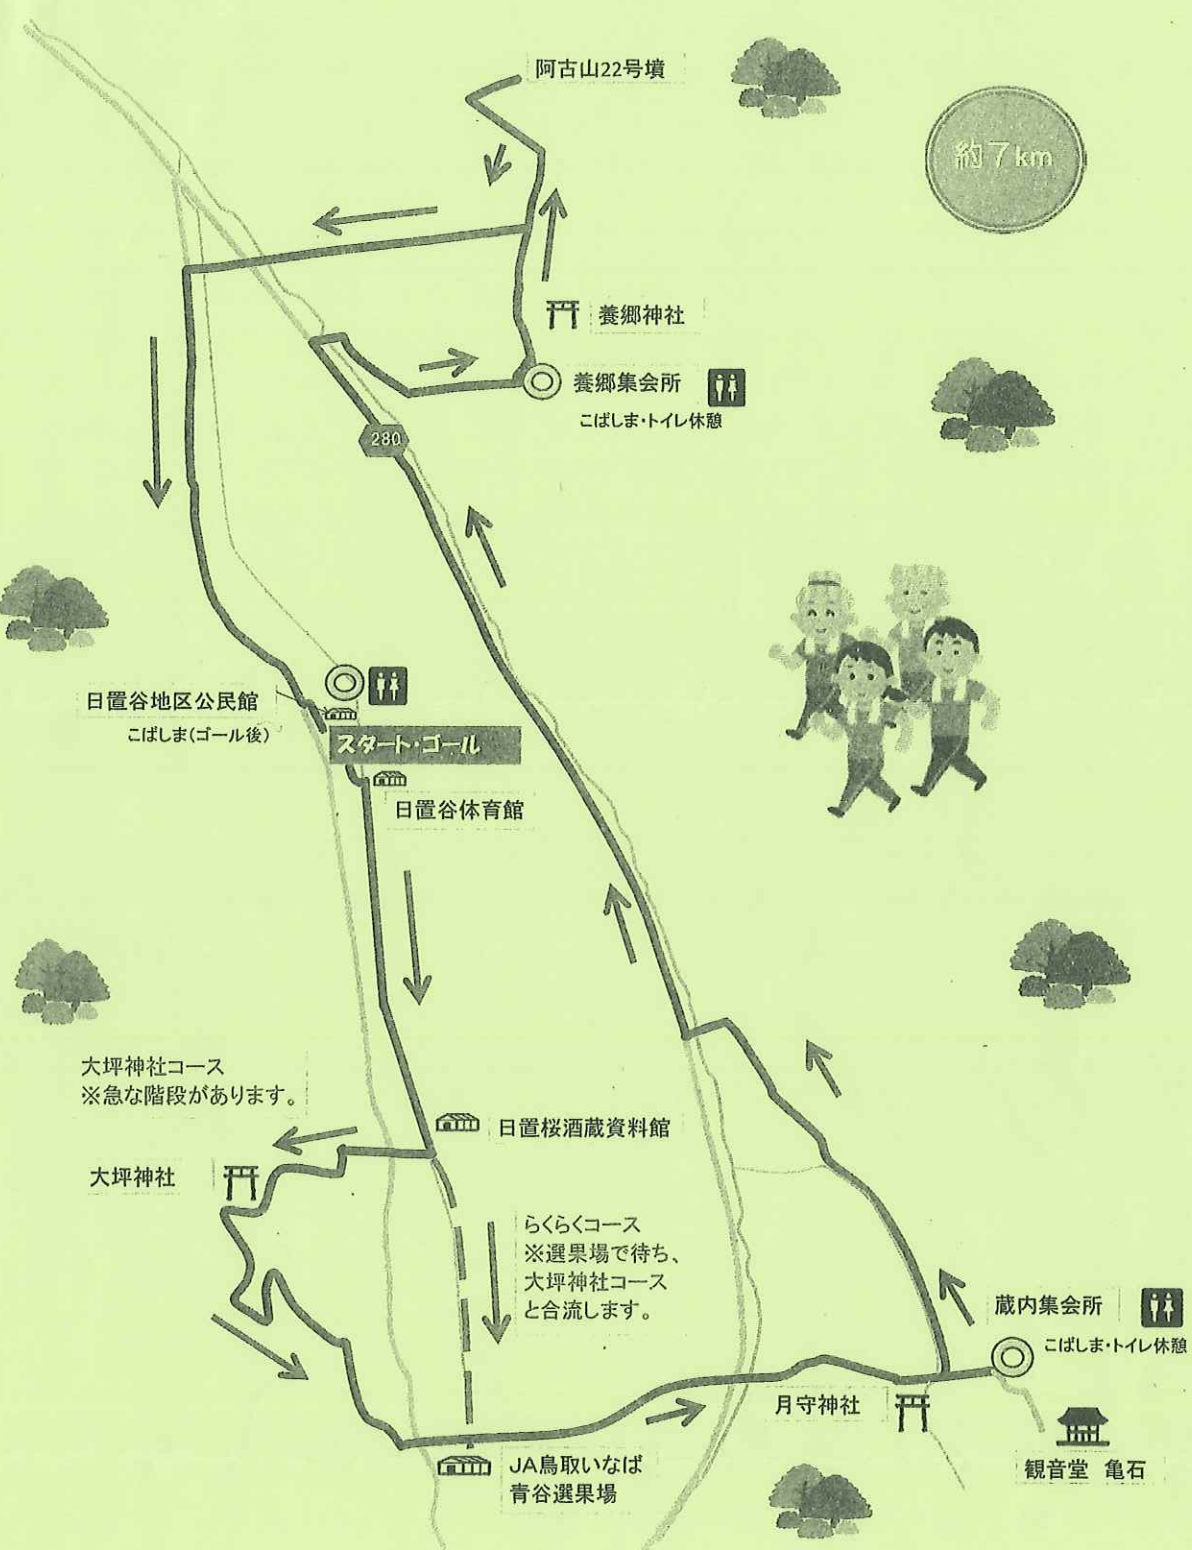 阿古山22号墳
約7km
養郷神社
養郷集会所
こばしま・トイレ休憩
280
日置谷地区公民館
こばしま(ゴール後)
スタート・ゴール
日置谷体育館
大坪神社コース
※急な階段があります。
日置桜酒蔵資料館
大坪神社
らくらくコース
※選果場で待ち、
大坪神社コース
と合流します。
蔵内集会所
こばしま・トイレ休憩
月守神社
観音堂 亀石
JA鳥取いなば
青谷選果場